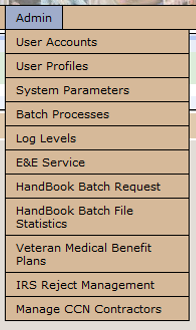 Admin
User Accounts
User Profiles
System Parameters
Batch Processes
Log Levels
E&E Service
HandBook Batch Request
HandBook Batch File
Statistics
Veteran Medical Benefit
Plans
IRS Reject Management
Manage CCN Contractors